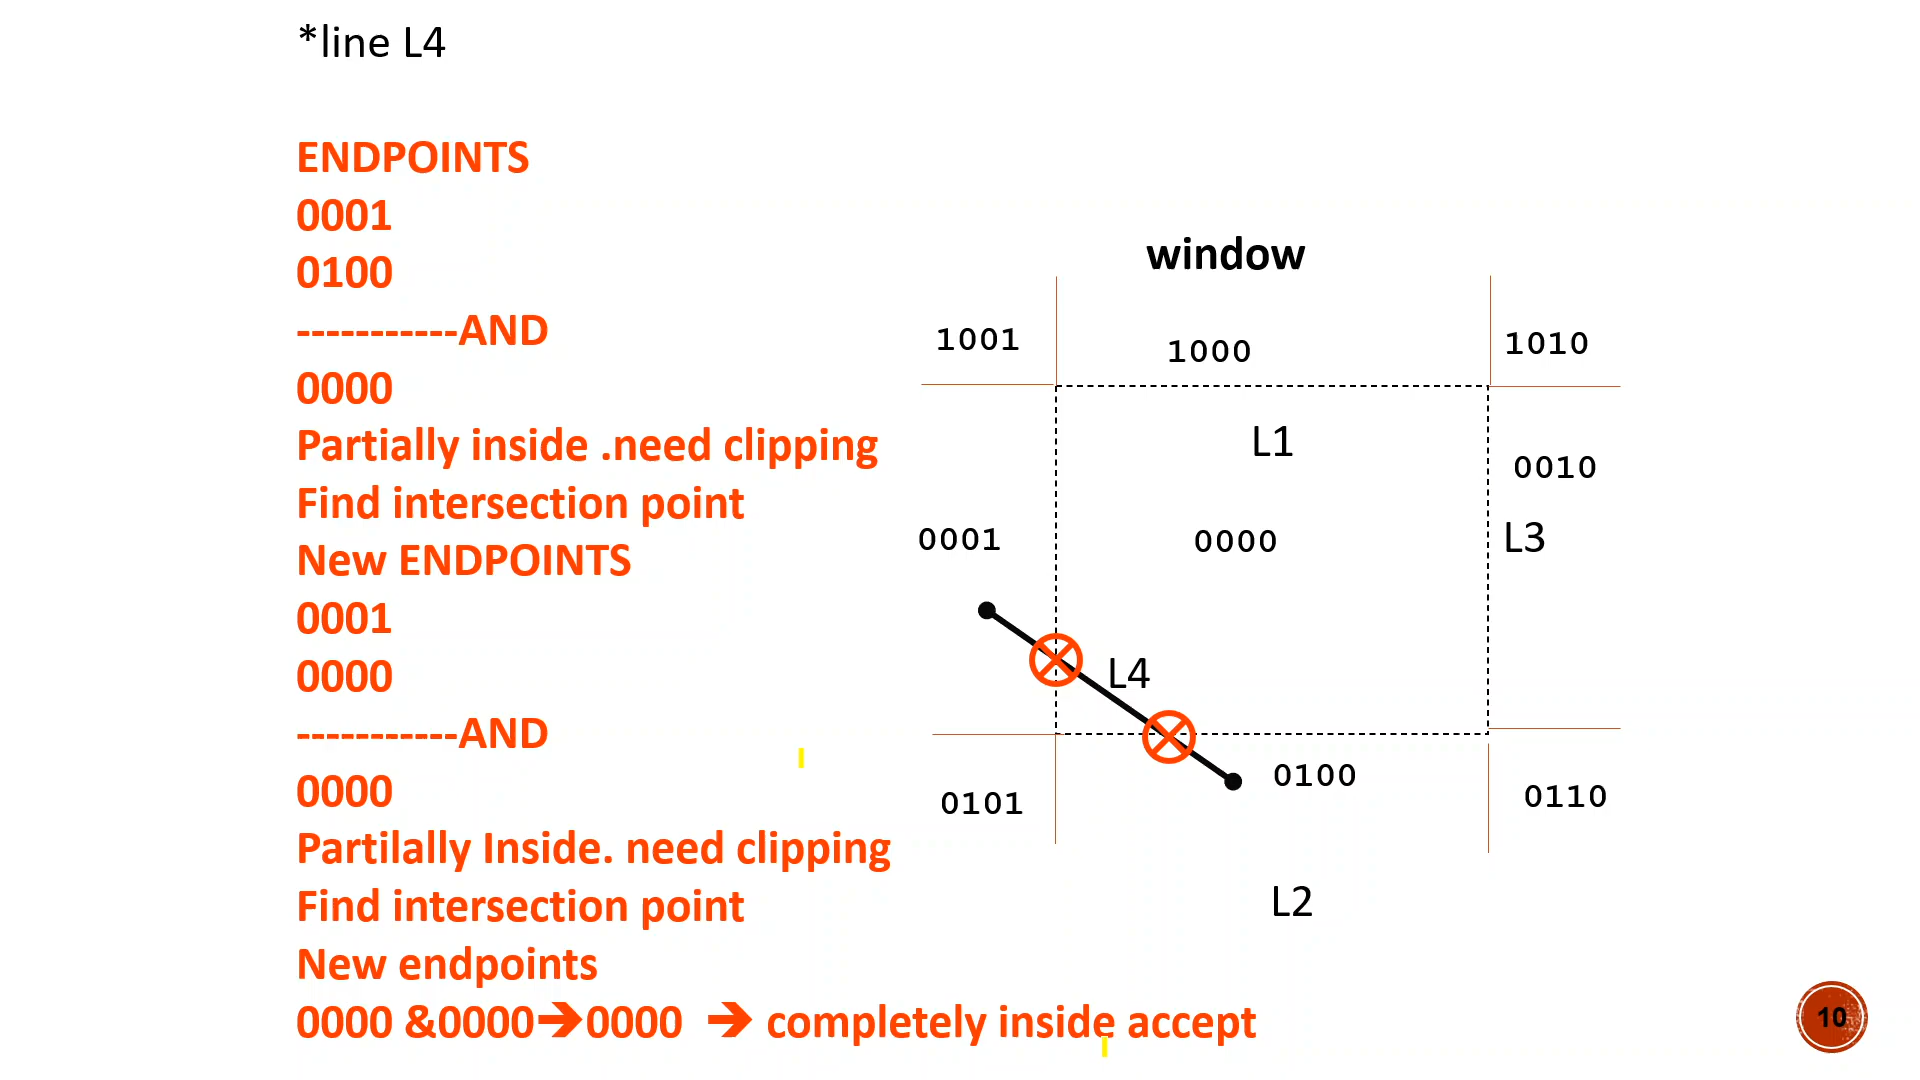 *line L4
ENDPOINTS
0001
0100
-----------AND
0000
Partially inside .need clipping
Find intersection point
New ENDPOINTS
0001
0000
-----------AND
0000
Partilally Inside. need clipping
Find intersection point
New endpoints
0000 &0000➔0000 ➔ completely inside accept
window
1001
1000
1010
L1
0010
0001
0000
L3
L4
0101
0100
0110
L2
10